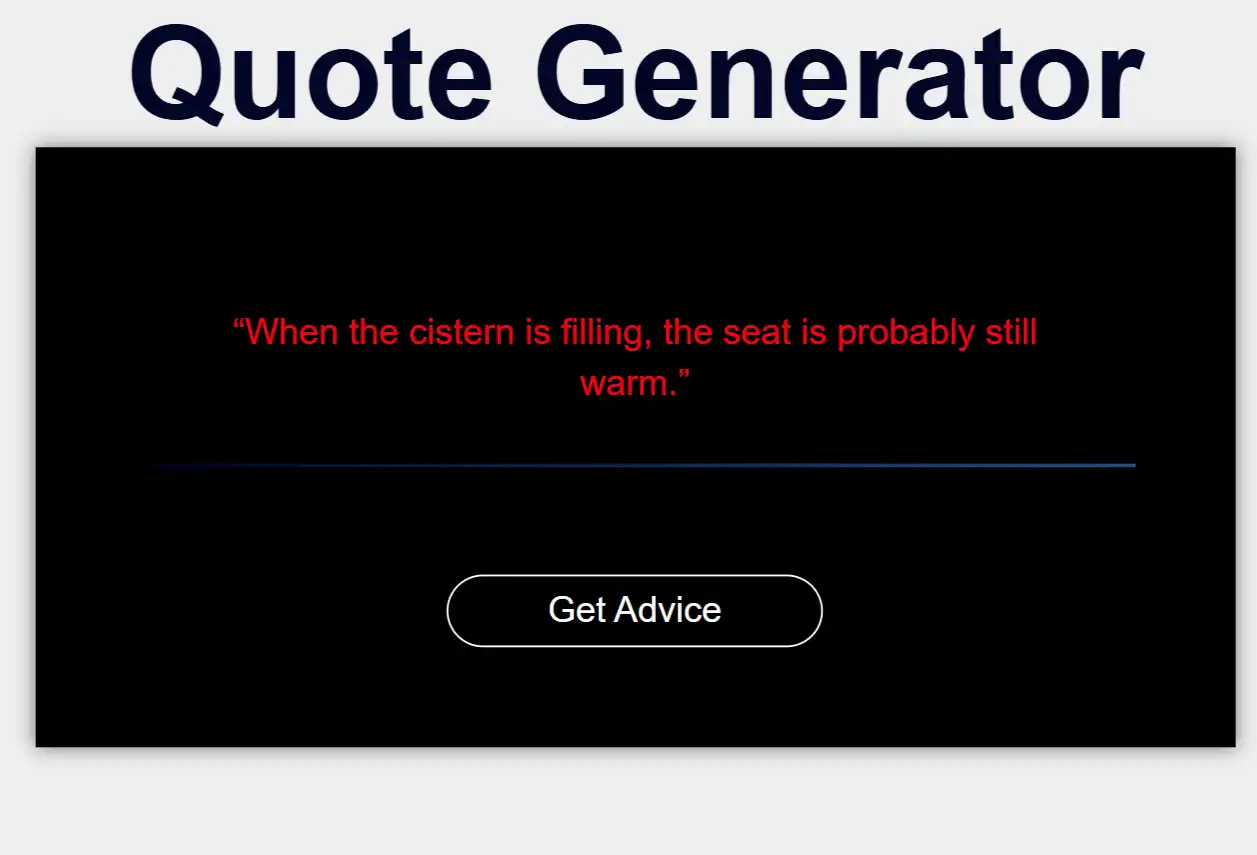 Quote Generator
“When the cistern is filling, the seat is probably still
warm.”
Get Advice